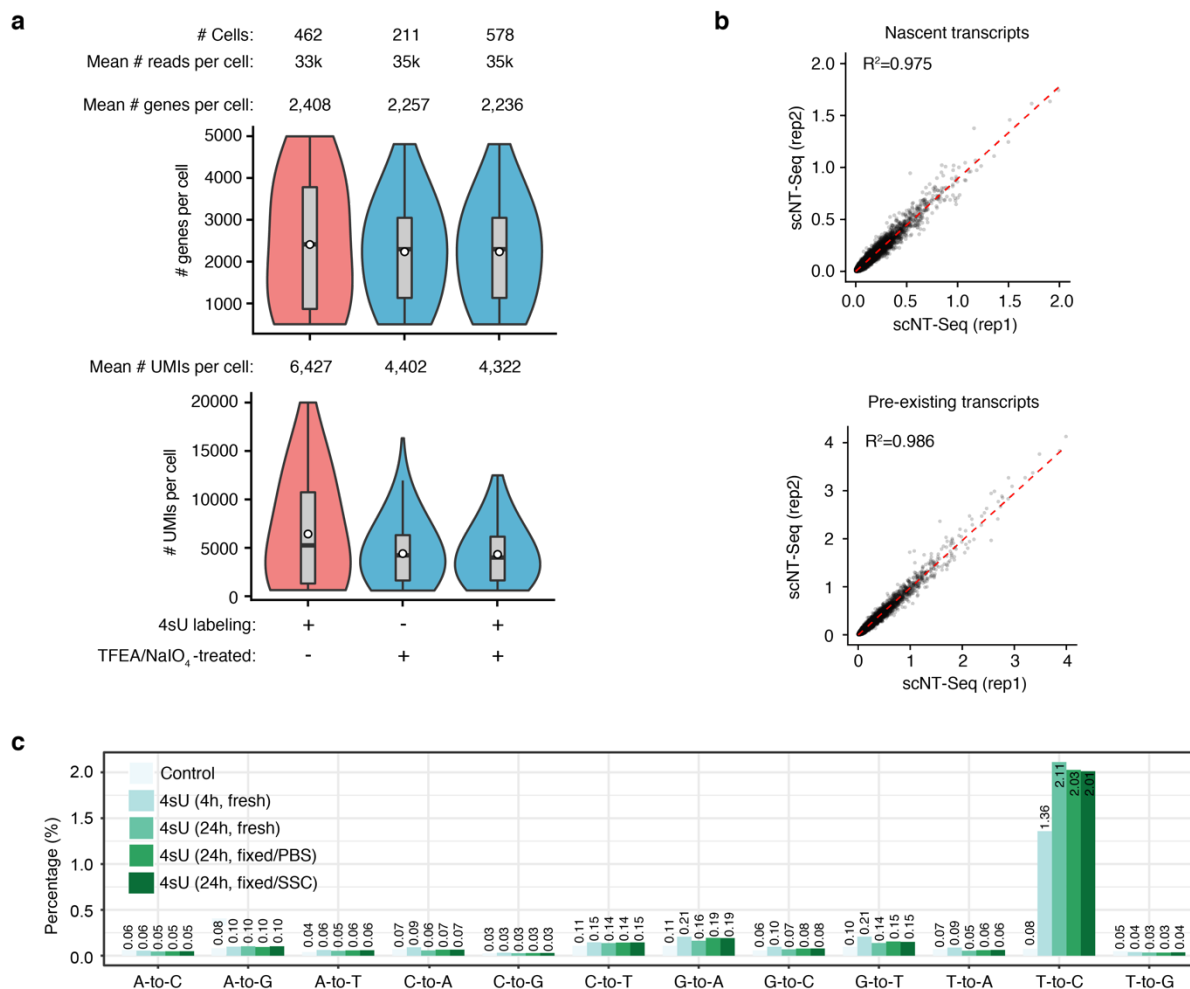 a
# Cells: 462 211 578
Mean # reads per cell: 33k 35k 35k
Mean # genes per cell: 2,408 2,257 2,236
# genes per cell
5000
4000
3000
2000
1000
Mean # UMIs per cell: 6,427 4,402 4,322
# UMIs per cell
20000
15000
10000
5000
0
4sU labeling: + - +
TFEA/NaIO4-treated: - + +
b
Nascent transcripts
R²=0.975
scNT-Seq (rep2)
2.0
1.5
1.0
0.5
0.0
0.0 0.5 1.0 1.5 2.0
scNT-Seq (rep1)
Pre-existing transcripts
R²=0.986
scNT-Seq (rep2)
4
3
2
1
0
0 1 2 3 4
scNT-Seq (rep1)
c
Percentage (%)
2.0
1.5
1.0
0.5
0.0
Control
4sU (4h, fresh)
4sU (24h, fresh)
4sU (24h, fixed/PBS)
4sU (24h, fixed/SSC)
0.06 0.06 0.05 0.05 0.05
0.08 0.10 0.10 0.10 0.10
0.04 0.06 0.05 0.06 0.06
0.07 0.09 0.06 0.07 0.07
0.03 0.03 0.03 0.03 0.03
0.11 0.15 0.14 0.14 0.15
0.11 0.21 0.16 0.19 0.19
0.06 0.10 0.07 0.08 0.08
0.10 0.21 0.14 0.15 0.15
0.07 0.09 0.05 0.06 0.06
0.08 1.36 2.11 2.03 2.01
0.05 0.04 0.03 0.03 0.04
A-to-C A-to-G A-to-T C-to-A C-to-G C-to-T G-to-A G-to-C G-to-T T-to-A T-to-C T-to-G